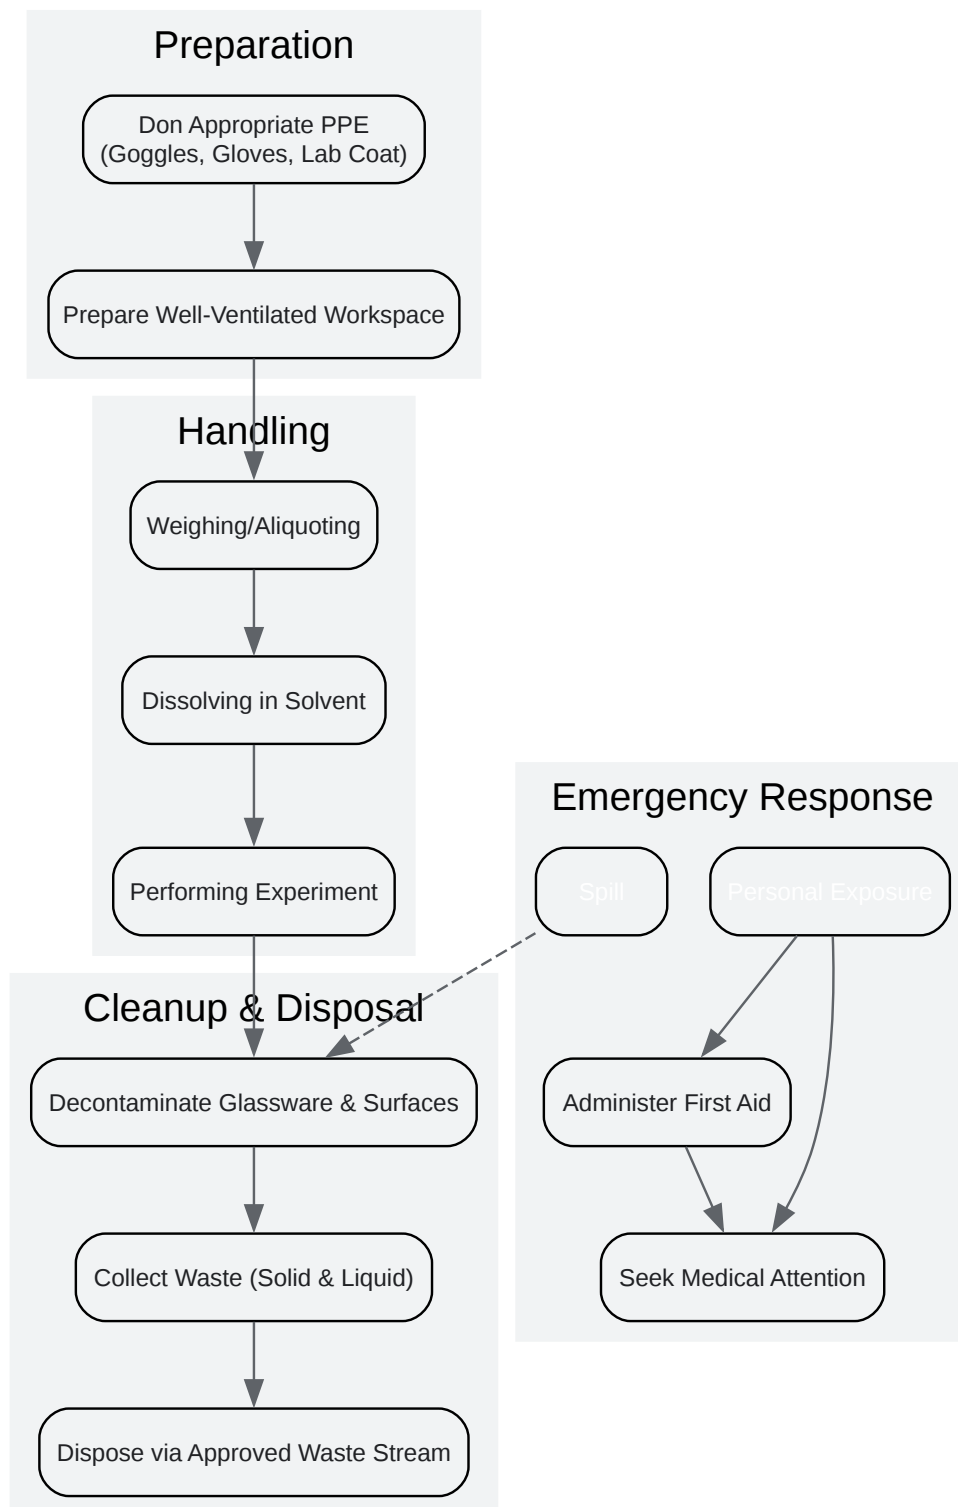 Preparation
Don Appropriate PPE
(Goggles, Gloves, Lab Coat)
Prepare Well-Ventilated Workspace
Handling
Weighing/Aliquoting
Dissolving in Solvent
Performing Experiment
Emergency Response
Spill
Personal Exposure
Administer First Aid
Seek Medical Attention
Cleanup & Disposal
Decontaminate Glassware & Surfaces
Collect Waste (Solid & Liquid)
Dispose via Approved Waste Stream